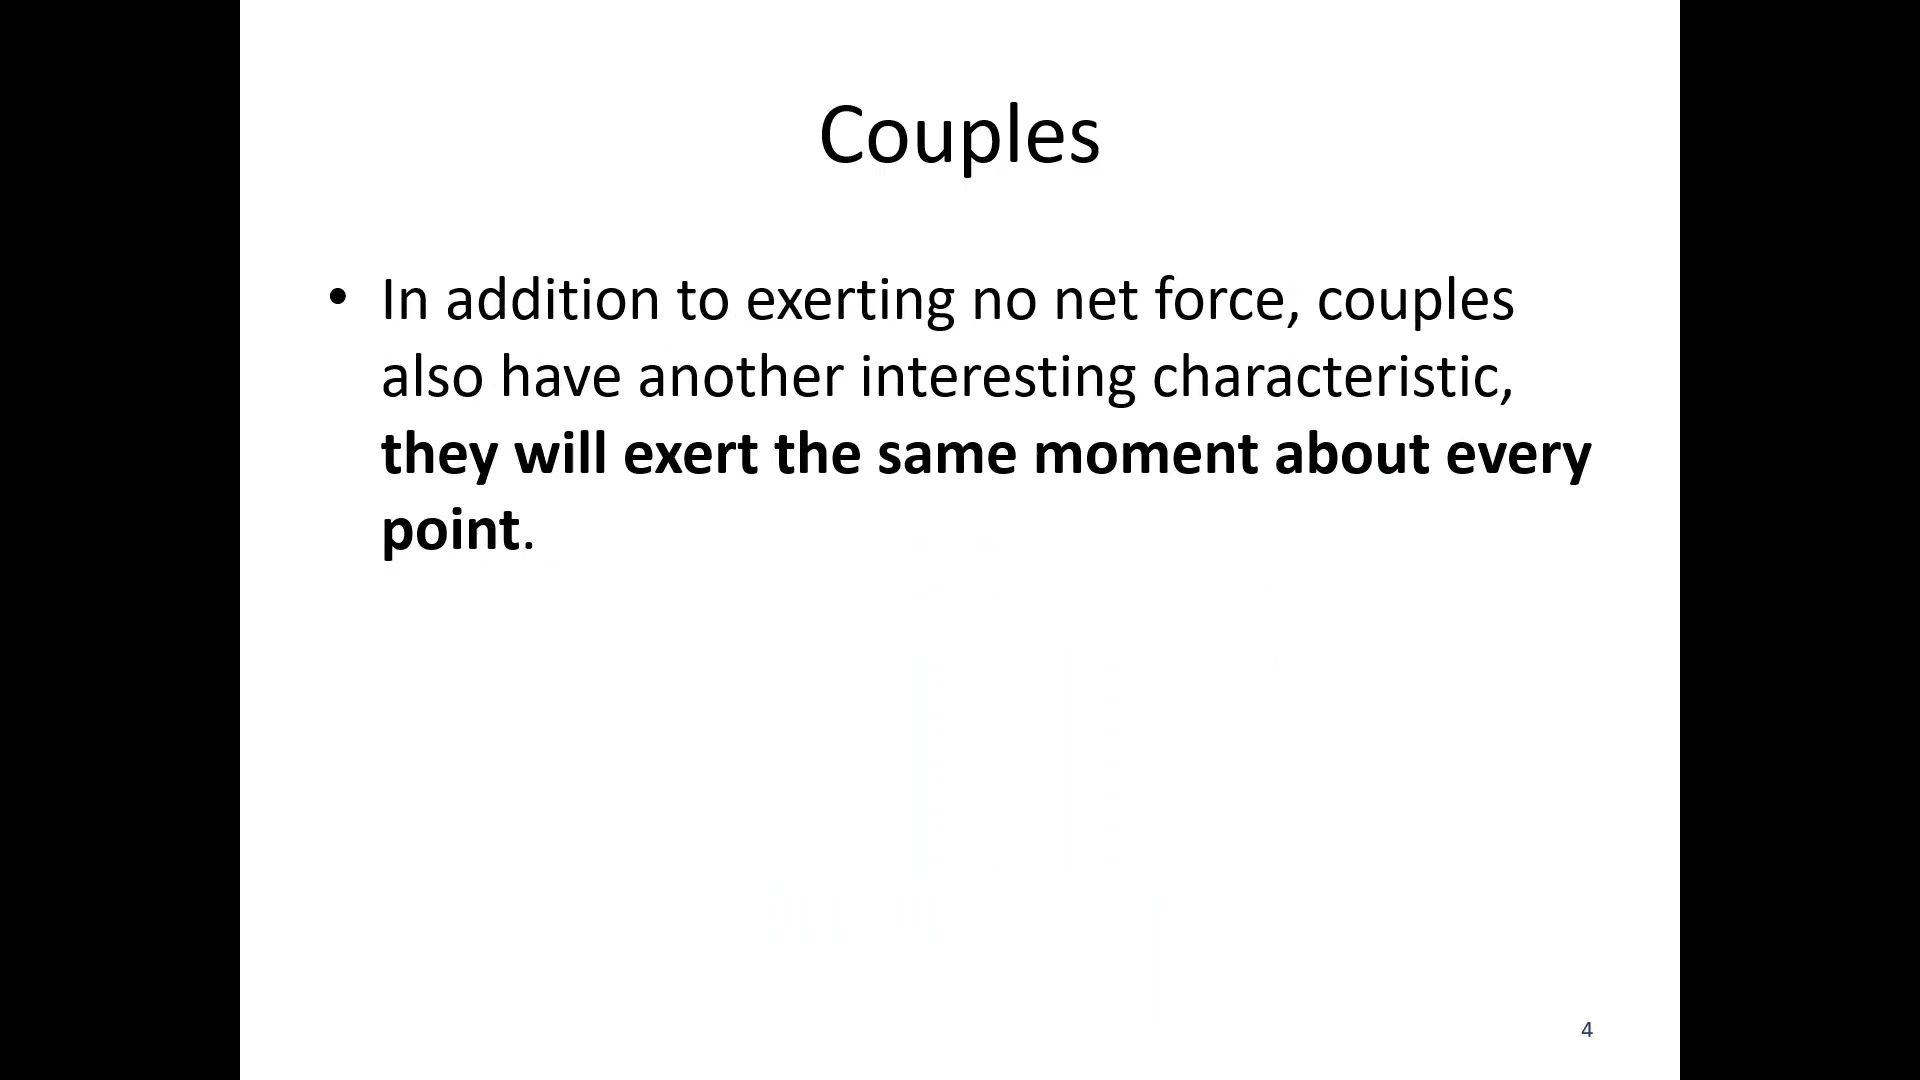 Couples
• In addition to exerting no net force, couples
also have another interesting characteristic,
they will exert the same moment about every
point.
4